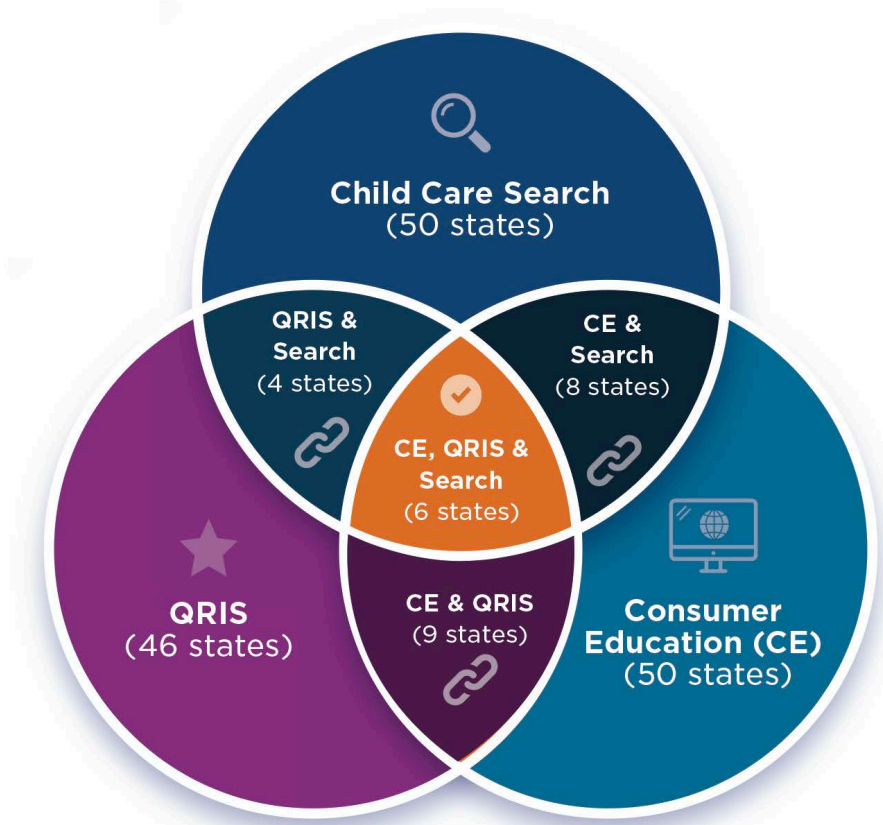 Child Care Search
(50 states)
QRIS &
Search
(4 states)
CE &
Search
(8 states)
CE, QRIS &
Search
(6 states)
QRIS
(46 states)
CE & QRIS
(9 states)
Consumer
Education (CE)
(50 states)